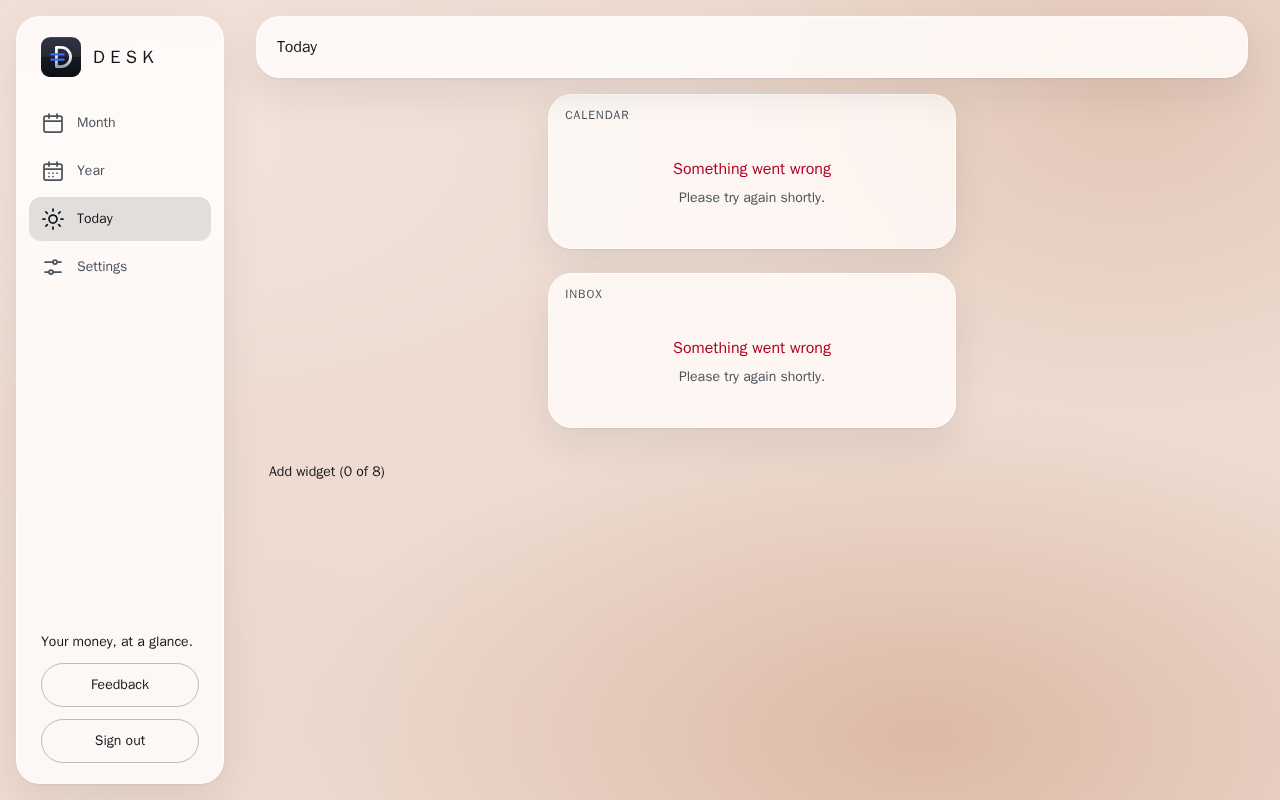 DESK
Month
Year
Today
Settings
Your money, at a glance.
Feedback
Sign out
Today
CALENDAR
Something went wrong
Please try again shortly.
INBOX
Something went wrong
Please try again shortly.
Add widget (0 of 8)